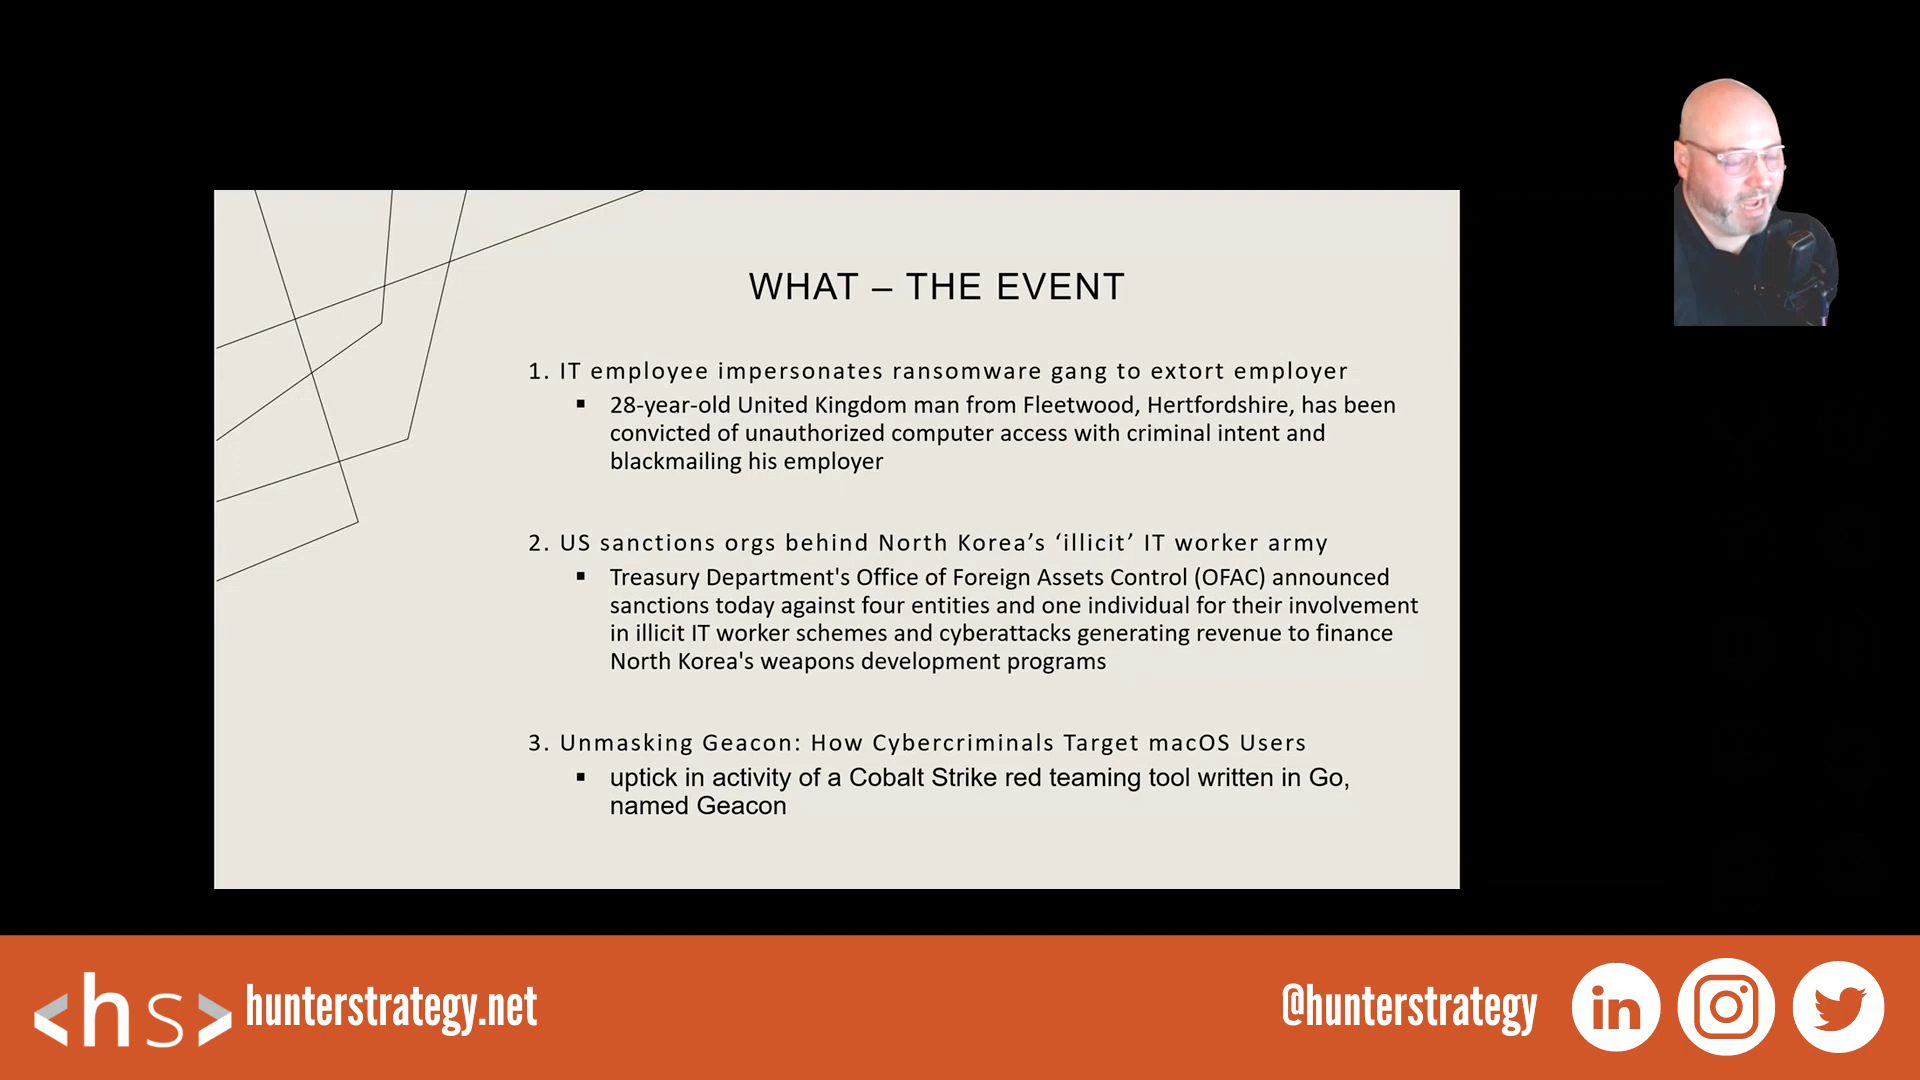 WHAT – THE EVENT
1. IT employee impersonates ransomware gang to extort employer
▪ 28-year-old United Kingdom man from Fleetwood, Hertfordshire, has been
convicted of unauthorized computer access with criminal intent and
blackmailing his employer
2. US sanctions orgs behind North Korea’s ‘illicit’ IT worker army
▪ Treasury Department's Office of Foreign Assets Control (OFAC) announced
sanctions today against four entities and one individual for their involvement
in illicit IT worker schemes and cyberattacks generating revenue to finance
North Korea's weapons development programs
3. Unmasking Geacon: How Cybercriminals Target macOS Users
▪ uptick in activity of a Cobalt Strike red teaming tool written in Go,
named Geacon
<hs> hunterstrategy.net
@hunterstrategy
in